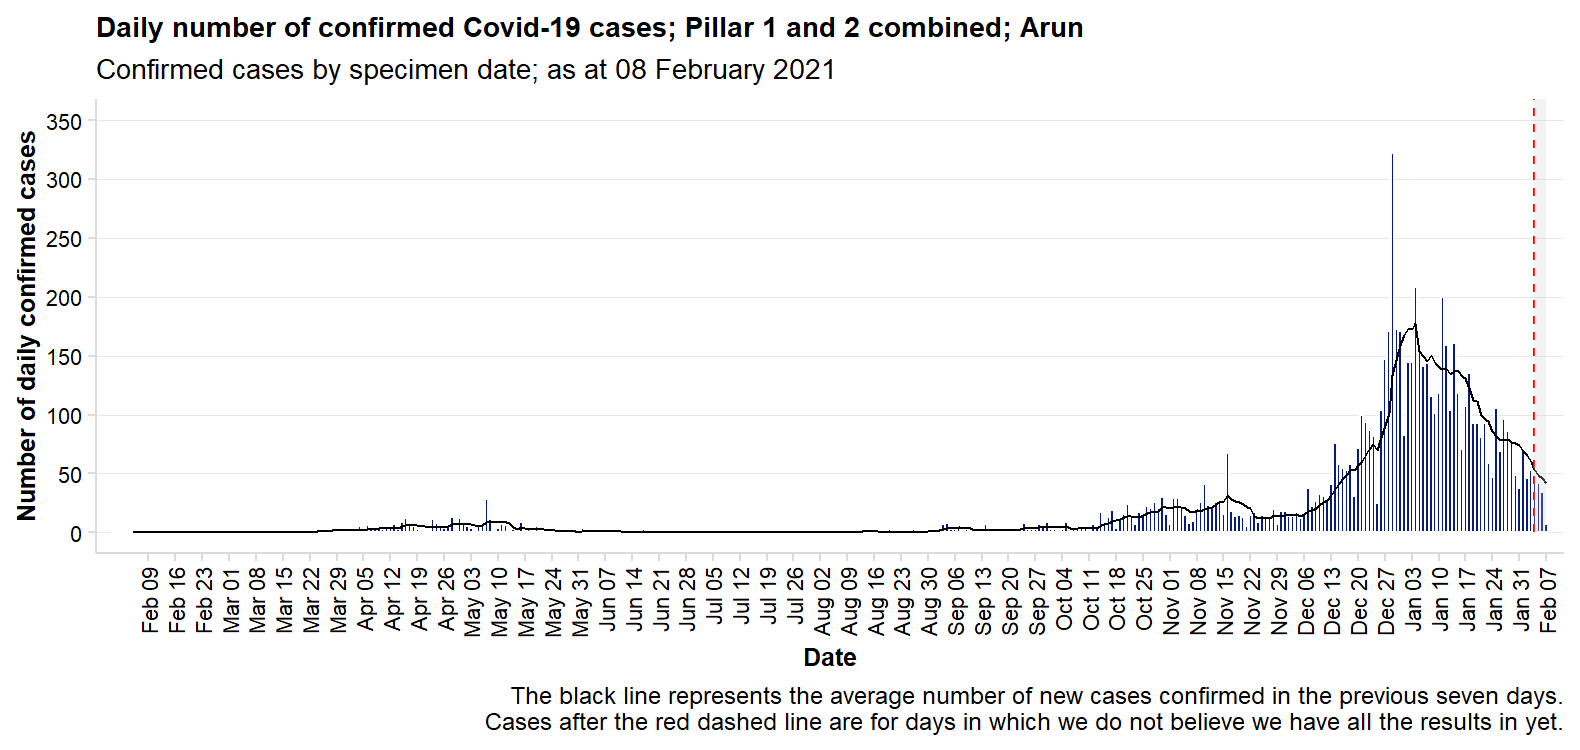 Daily number of confirmed Covid-19 cases; Pillar 1 and 2 combined; Arun
Confirmed cases by specimen date; as at 08 February 2021
Number of daily confirmed cases
350
300
250
200
150
100
50
0
Feb 09
Feb 16
Feb 23
Mar 01
Mar 08
Mar 15
Mar 22
Mar 29
Apr 05
Apr 12
Apr 19
Apr 26
May 03
May 10
May 17
May 24
May 31
Jun 07
Jun 14
Jun 21
Jun 28
Jul 05
Jul 12
Jul 19
Jul 26
Aug 02
Aug 09
Aug 16
Aug 23
Aug 30
Sep 06
Sep 13
Sep 20
Sep 27
Oct 04
Oct 11
Oct 18
Oct 25
Nov 01
Nov 08
Nov 15
Nov 22
Nov 29
Dec 06
Dec 13
Dec 20
Dec 27
Jan 03
Jan 10
Jan 17
Jan 24
Jan 31
Feb 07
Date
The black line represents the average number of new cases confirmed in the previous seven days.
Cases after the red dashed line are for days in which we do not believe we have all the results in yet.